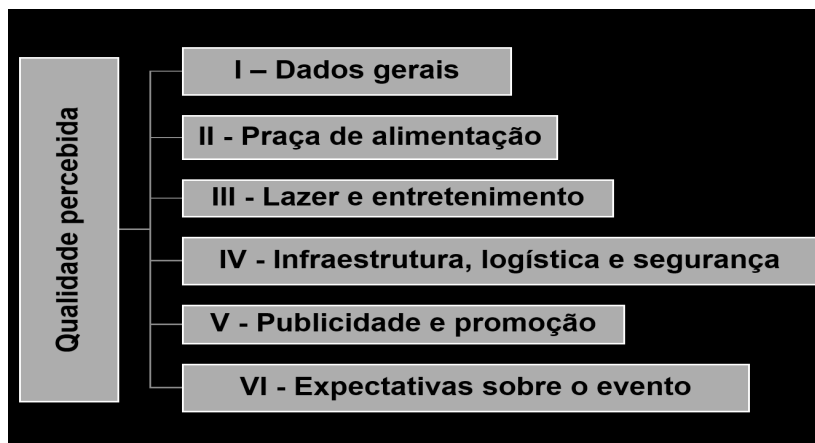 Qualidade percebida
I – Dados gerais
II - Praça de alimentação
III - Lazer e entretenimento
IV - Infraestrutura, logística e segurança
V - Publicidade e promoção
VI - Expectativas sobre o evento